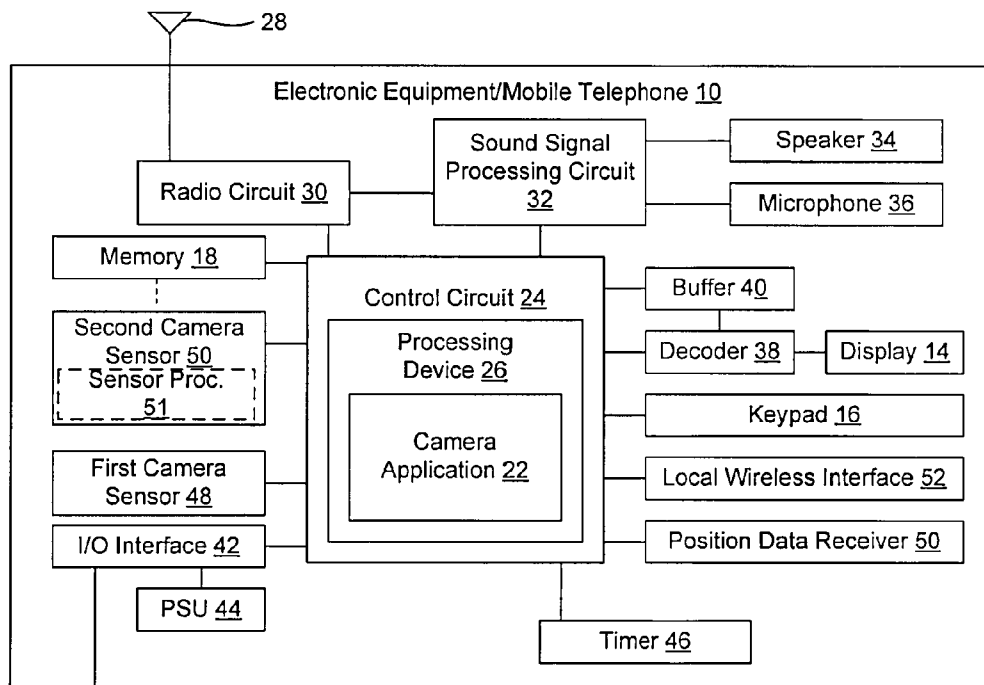 28
Electronic Equipment/Mobile Telephone 10
Sound Signal
Processing Circuit
32
Speaker 34
Radio Circuit 30
Microphone 36
Memory 18
Control Circuit 24
Buffer 40
Second Camera
Sensor 50
Sensor Proc.
51
Processing
Device 26
Decoder 38
Display 14
Camera
Application 22
Keypad 16
First Camera
Sensor 48
Local Wireless Interface 52
I/O Interface 42
Position Data Receiver 50
PSU 44
Timer 46